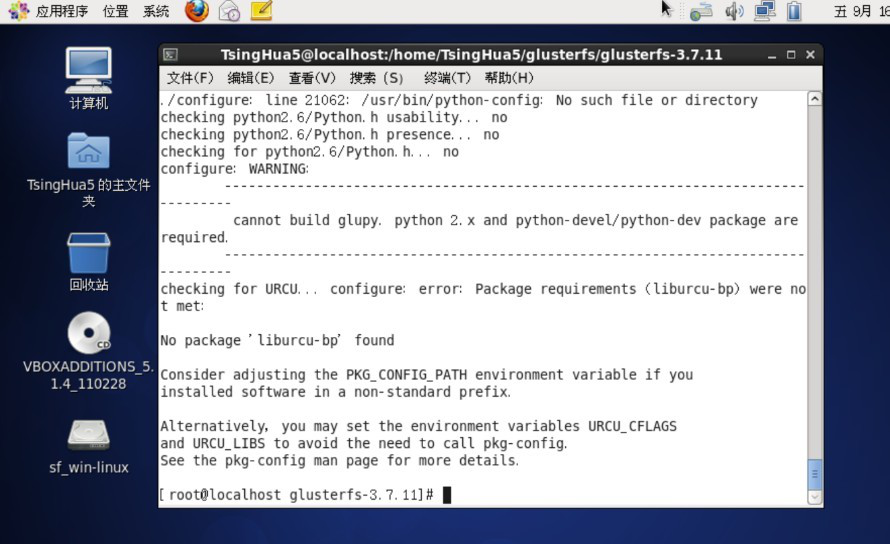 应用程序 位置 系统
五 9月 16
计算机
TsingHua5 的主文件
夹
回收站
VBOXADDITIONS_5.
1.4_110228
sf_win-linux
TsingHua5@localhost:/home/TsingHua5/glusterfs/glusterfs-3.7.11
文件(F) 编辑(E) 查看(V) 搜索 (S) 终端(T) 帮助(H)
./configure: line 21062: /usr/bin/python-config: No such file or directory
checking python2.6/Python.h usability... no
checking python2.6/Python.h presence... no
checking for python2.6/Python.h... no
configure: WARNING:
-------------------------------------------------------------------
---------
cannot build glupy. python 2.x and python-devel/python-dev package are
required.
-------------------------------------------------------------------
---------
checking for URCU... configure: error: Package requirements (liburcu-bp) were no
t met:
No package 'liburcu-bp' found
Consider adjusting the PKG_CONFIG_PATH environment variable if you
installed software in a non-standard prefix.
Alternatively, you may set the environment variables URCU_CFLAGS
and URCU_LIBS to avoid the need to call pkg-config.
See the pkg-config man page for more details.
[root@localhost glusterfs-3.7.11]#